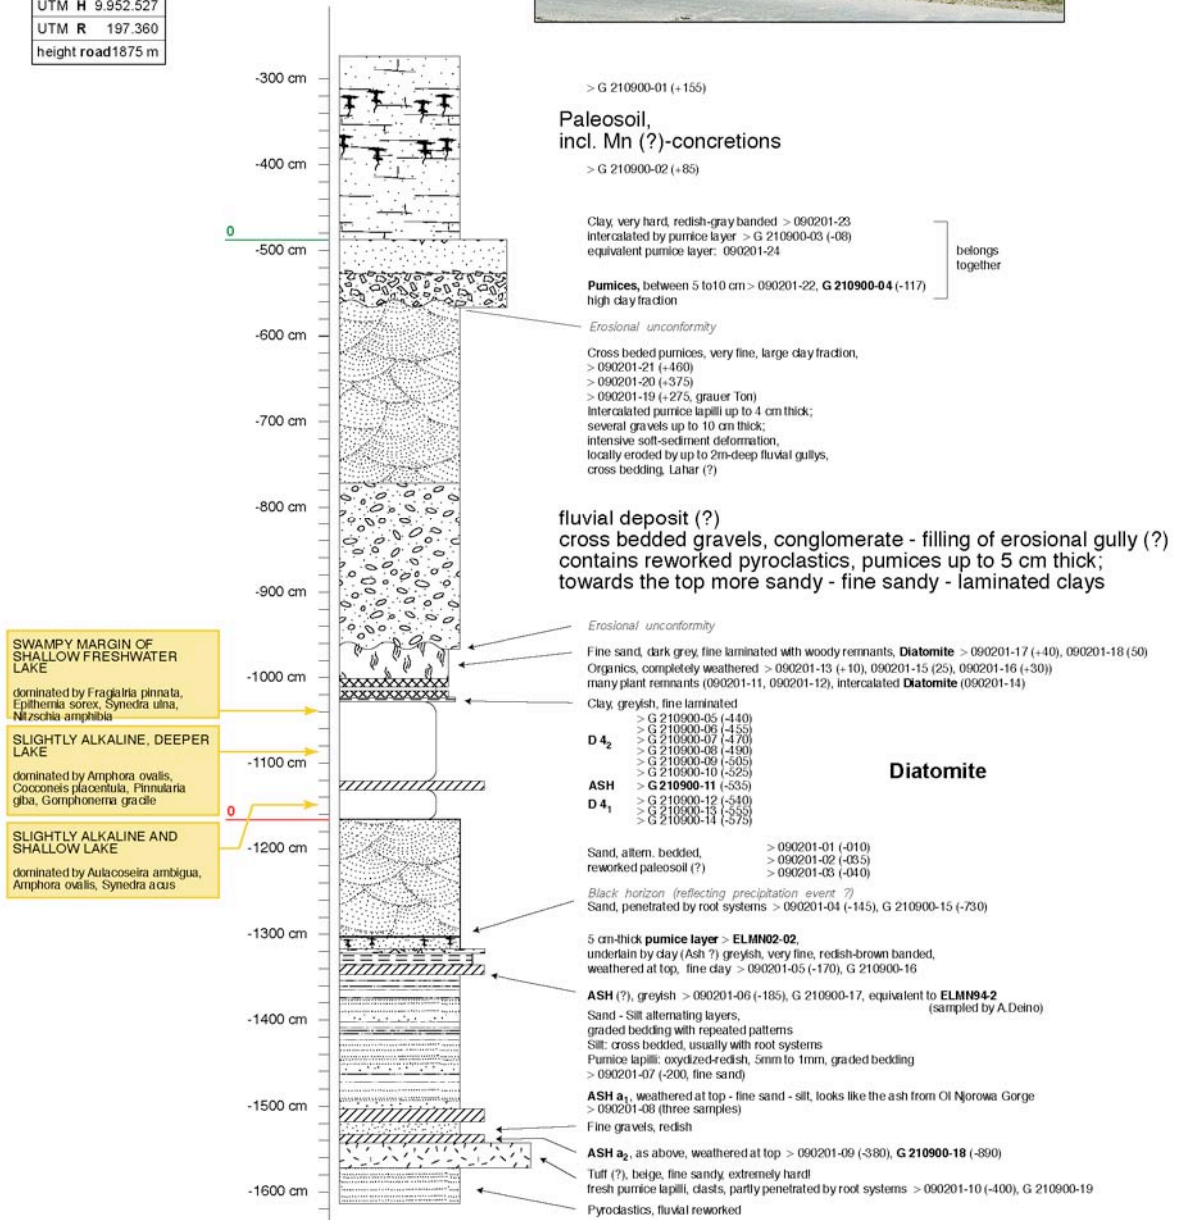 UTM H 9.952.527
UTM R 197.360
height road 1875 m
-300 cm
-400 cm
0
-500 cm
-600 cm
-700 cm
-800 cm
-900 cm
-1000 cm
-1100 cm
0
-1200 cm
-1300 cm
-1400 cm
-1500 cm
-1600 cm
SWAMPY MARGIN OF
SHALLOW FRESHWATER
LAKE
dominated by Fragialria pinnata,
Epithemia sorex, Synedra ulna,
Nitzschia amphibia
SLIGHTLY ALKALINE, DEEPER
LAKE
dominated by Amphora ovalis,
Cocconeis placentula, Pinnularia
giba, Gomphonema gracile
SLIGHTLY ALKALINE AND
SHALLOW LAKE
dominated by Aulacoseira ambigua,
Amphora ovalis, Synedra acus
> G 210900-01 (+155)
Paleosoil,
incl. Mn (?)-concretions
> G 210900-02 (+85)
Clay, very hard, redish-gray banded > 090201-23
intercalated by pumice layer > G 210900-03 (-08)
equivalent pumice layer: 090201-24
Pumices, between 5 to10 cm > 090201-22, G 210900-04 (-117)
high clay fraction
belongs
together
Erosional unconformity
Cross beded pumices, very fine, large clay fraction,
> 090201-21 (+460)
> 090201-20 (+375)
> 090201-19 (+275, grauer Ton)
Intercalated pumice lapilli up to 4 cm thick;
several gravels up to 10 cm thick;
intensive soft-sediment deformation,
locally eroded by up to 2m-deep fluvial gullys,
cross bedding, Lahar (?)
fluvial deposit (?)
cross bedded gravels, conglomerate - filling of erosional gully (?)
contains reworked pyroclastics, pumices up to 5 cm thick;
towards the top more sandy - fine sandy - laminated clays
Erosional unconformity
Fine sand, dark grey, fine laminated with woody remnants, Diatomite > 090201-17 (+40), 090201-18 (50)
Organics, completely weathered > 090201-13 (+10), 090201-15 (25), 090201-16 (+30))
many plant remnants (090201-11, 090201-12), intercalated Diatomite (090201-14)
Clay, greyish, fine laminated
> G 210900-05 (-440)
> G 210900-06 (-455)
D 4₂ > G 210900-07 (-470)
> G 210900-08 (-490)
> G 210900-09 (-505)
> G 210900-10 (-525)
ASH > G 210900-11 (-535)
> G 210900-12 (-540)
D 4₁ > G 210900-13 (-555)
> G 210900-14 (-575)
Diatomite
Sand, altern. bedded,
reworked paleosoil (?)
> 090201-01 (-010)
> 090201-02 (-035)
> 090201-03 (-040)
Black horizon (reflecting precipitation event ?)
Sand, penetrated by root systems > 090201-04 (-145), G 210900-15 (-730)
5 cm-thick pumice layer > ELMN02-02,
underlain by clay (Ash ?) greyish, very fine, redish-brown banded,
weathered at top, fine clay > 090201-05 (-170), G 210900-16
ASH (?), greyish > 090201-06 (-185), G 210900-17, equivalent to ELMN94-2
(sampled by A.Deino)
Sand - Silt alternating layers,
graded bedding with repeated patterns
Silt: cross bedded, usually with root systems
Pumice lapilli: oxydized-redish, 5mm to 1mm, graded bedding
> 090201-07 (-200, fine sand)
ASH a₁, weathered at top - fine sand - silt, looks like the ash from Ol Njorowa Gorge
> 090201-08 (three samples)
Fine gravels, redish
ASH a₂, as above, weathered at top > 090201-09 (-380), G 210900-18 (-890)
Tuff (?), beige, fine sandy, extremely hard!
fresh pumice lapilli, clasts, partly penetrated by root systems > 090201-10 (-400), G 210900-19
Pyroclastics, fluvial reworked